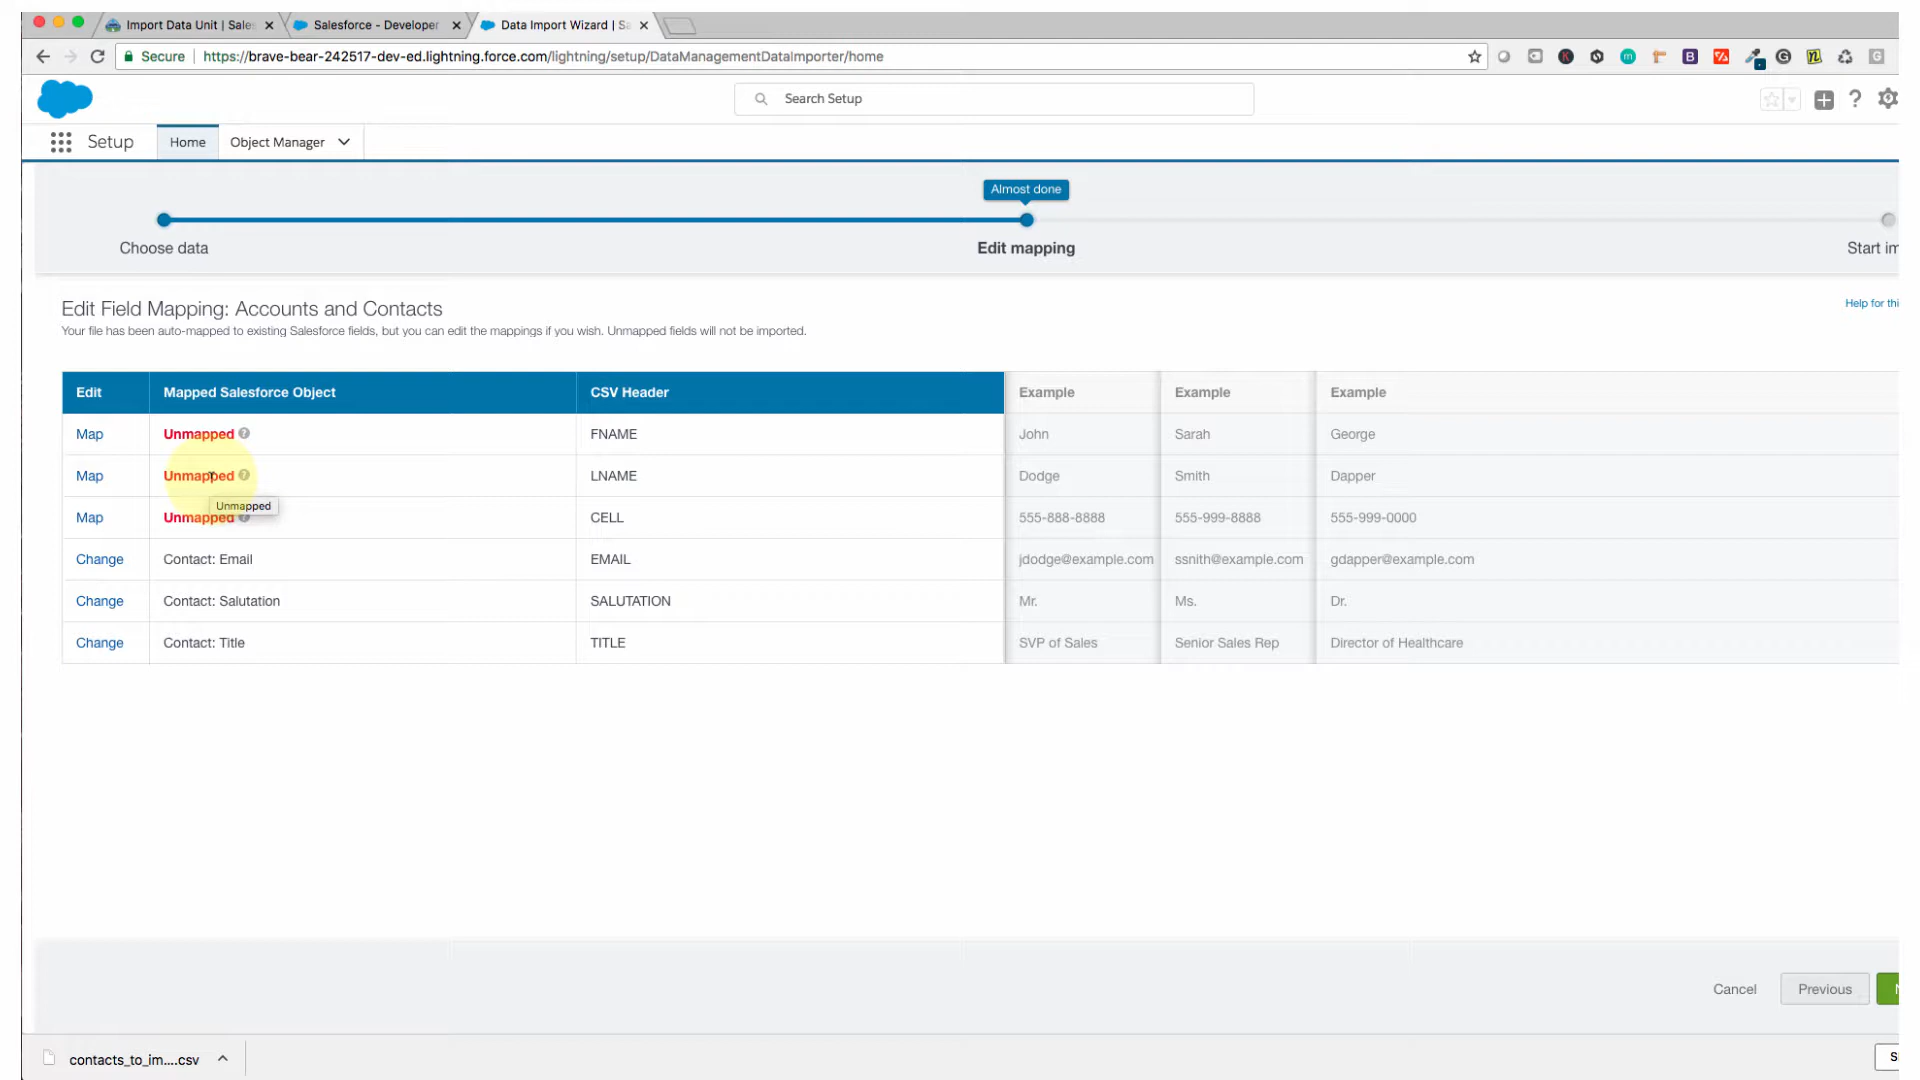 Import Data Unit | Sales
Salesforce - Developer
Data Import Wizard | Sa
Secure
https://brave-bear-242517-dev-ed.lightning.force.com/lightning/setup/DataManagementDataImporter/home
Search Setup
Setup
Home
Object Manager
Almost done
Choose data
Edit mapping
Start im
Edit Field Mapping: Accounts and Contacts
Help for thi
Your file has been auto-mapped to existing Salesforce fields, but you can edit the mappings if you wish. Unmapped fields will not be imported.
Edit Mapped Salesforce Object CSV Header Example Example Example
Map Unmapped FNAME John Sarah George
Map Unmapped LNAME Dodge Smith Dapper
Unmapped
Map Unmapped CELL 555-888-8888 555-999-8888 555-999-0000
Change Contact: Email EMAIL jdodge@example.com ssnith@example.com gdapper@example.com
Change Contact: Salutation SALUTATION Mr. Ms. Dr.
Change Contact: Title TITLE SVP of Sales Senior Sales Rep Director of Healthcare
Cancel
Previous
contacts_to_im....csv